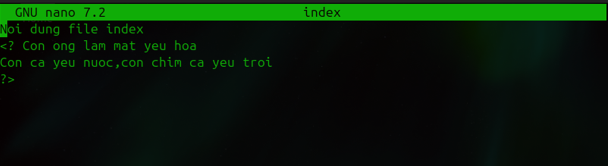 GNU nano 7.2 index
Noi dung file index
<? Con ong lam mat yeu hoa
Con ca yeu nuoc,con chim ca yeu troi
?>